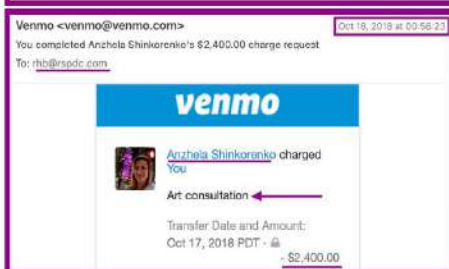 Venmo <venmo@venmo.com>
Oct 18, 2018 at 00:56:23
You completed Anzhela Shinkorenko's $2,400.00 charge request
To: rhb@rspdc.com
venmo
Anzhela Shinkorenko charged
You
Art consultation
Transfer Date and Amount:
Oct 17, 2018 PDT -
- $2,400.00